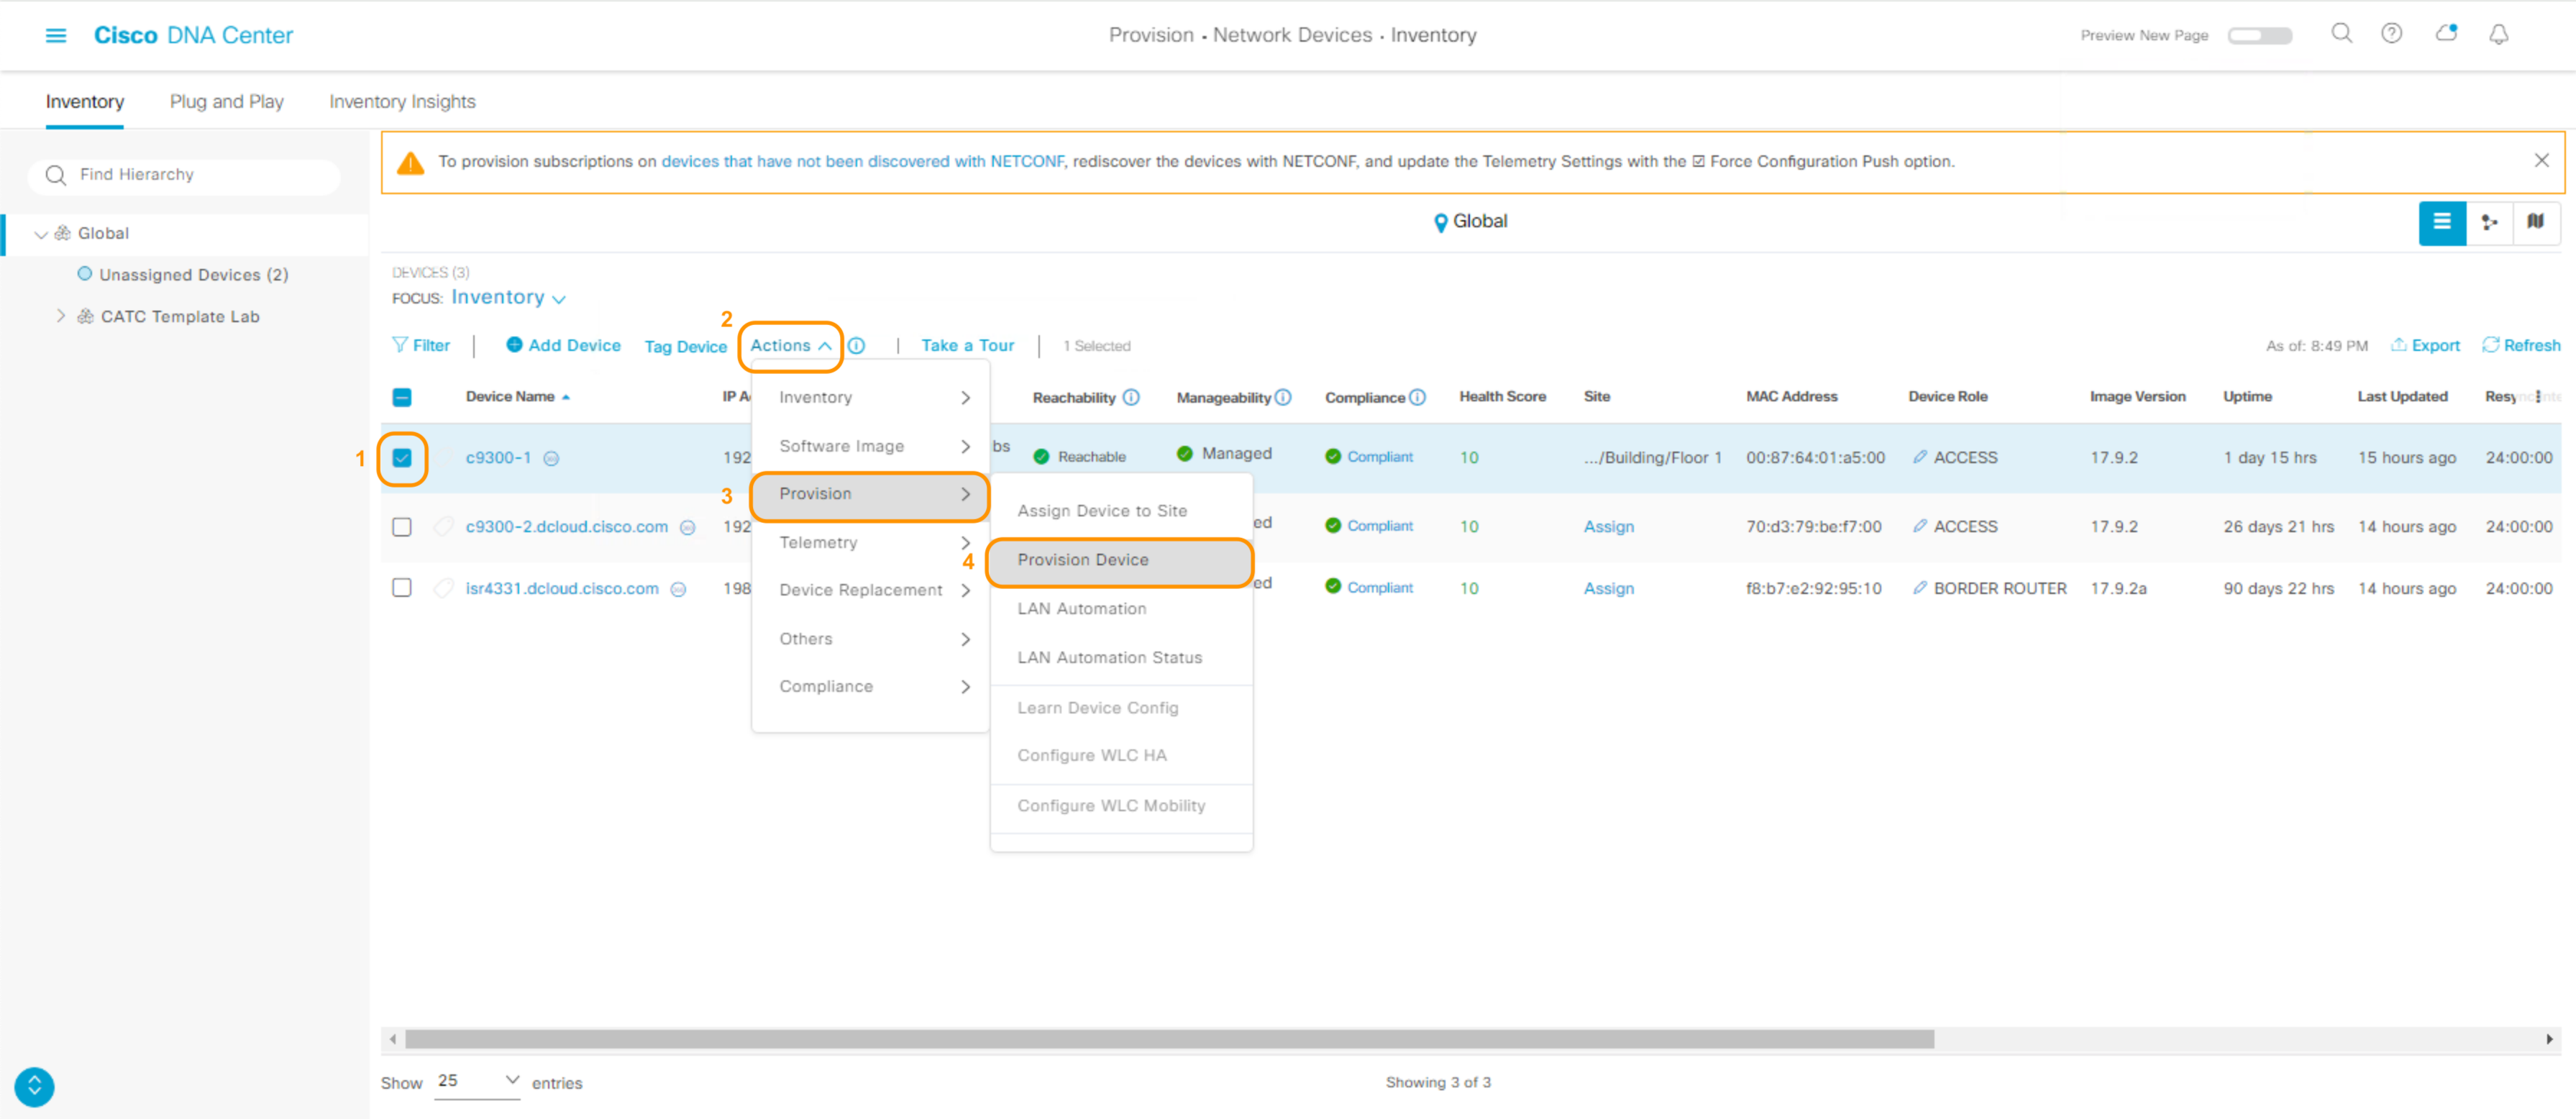 Cisco DNA Center
Provision • Network Devices • Inventory
Preview New Page
Inventory
Plug and Play
Inventory Insights
To provision subscriptions on devices that have not been discovered with NETCONF, rediscover the devices with NETCONF, and update the Telemetry Settings with the ☑ Force Configuration Push option.
Find Hierarchy
Global
Unassigned Devices (2)
CATC Template Lab
Global
DEVICES (3)
FOCUS: Inventory
2
Filter | Add Device Tag Device Actions | Take a Tour | 1 Selected
As of: 8:49 PM Export Refresh
Device Name IP A Reachability Manageability Compliance Health Score Site MAC Address Device Role Image Version Uptime Last Updated Resy
1 c9300-1 192 bs Reachable Managed Compliant 10 .../Building/Floor 1 00:87:64:01:a5:00 ACCESS 17.9.2 1 day 15 hrs 15 hours ago 24:00:00
c9300-2.dcloud.cisco.com 192 ed Compliant 10 Assign 70:d3:79:be:f7:00 ACCESS 17.9.2 26 days 21 hrs 14 hours ago 24:00:00
isr4331.dcloud.cisco.com 198 ed Compliant 10 Assign f8:b7:e2:92:95:10 BORDER ROUTER 17.9.2a 90 days 22 hrs 14 hours ago 24:00:00
Inventory
Software Image
3 Provision
Telemetry
Device Replacement
Others
Compliance
Assign Device to Site
4 Provision Device
LAN Automation
LAN Automation Status
Learn Device Config
Configure WLC HA
Configure WLC Mobility
Show 25 entries
Showing 3 of 3